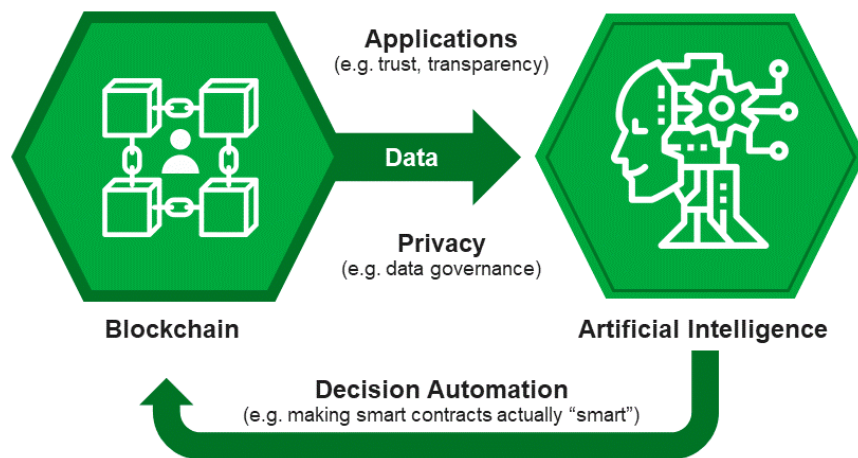 Applications
(e.g. trust, transparency)
Data
Privacy
(e.g. data governance)
Blockchain
Artificial Intelligence
Decision Automation
(e.g. making smart contracts actually “smart”)